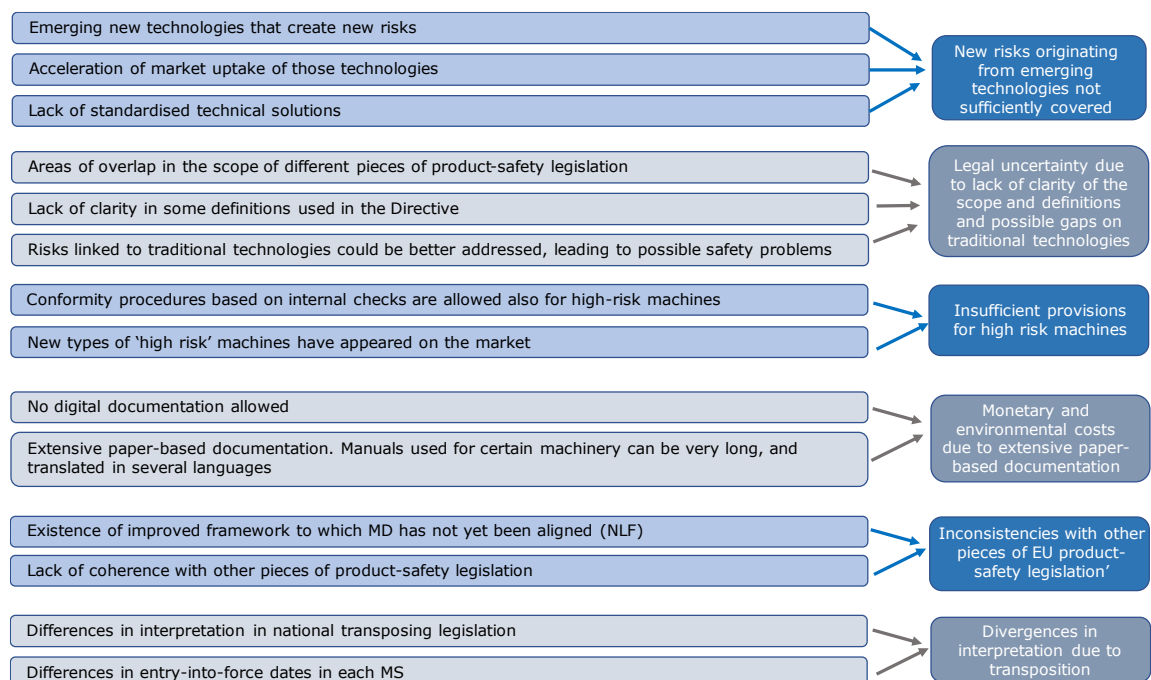 Emerging new technologies that create new risks
Acceleration of market uptake of those technologies
Lack of standardised technical solutions
New risks originating
from emerging
technologies not
sufficiently covered
Areas of overlap in the scope of different pieces of product-safety legislation
Lack of clarity in some definitions used in the Directive
Risks linked to traditional technologies could be better addressed, leading to possible safety problems
Legal uncertainty due
to lack of clarity of the
scope and definitions
and possible gaps on
traditional technologies
Conformity procedures based on internal checks are allowed also for high-risk machines
New types of ‘high risk’ machines have appeared on the market
Insufficient provisions
for high risk machines
No digital documentation allowed
Extensive paper-based documentation. Manuals used for certain machinery can be very long, and
translated in several languages
Monetary and
environmental costs
due to extensive paper-
based documentation
Existence of improved framework to which MD has not yet been aligned (NLF)
Lack of coherence with other pieces of product-safety legislation
Inconsistencies with other
pieces of EU product-
safety legislation’
Differences in interpretation in national transposing legislation
Differences in entry-into-force dates in each MS
Divergences in
interpretation due to
transposition